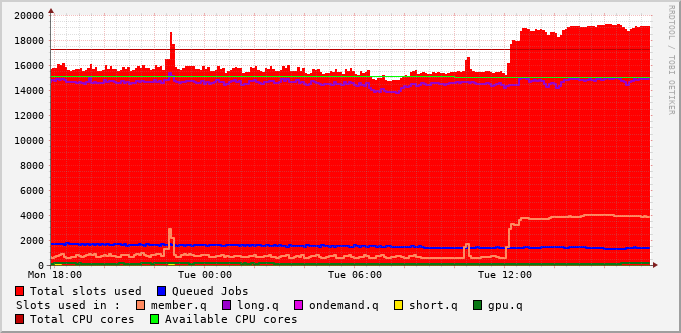 20000
18000
16000
14000
12000
10000
8000
6000
4000
2000
0
Mon 18:00 Tue 00:00 Tue 06:00 Tue 12:00
Total slots used Queued Jobs
Slots used in : member.q long.q ondemand.q short.q gpu.q
Total CPU cores Available CPU cores
RRDTOOL / TOBI OETIKER